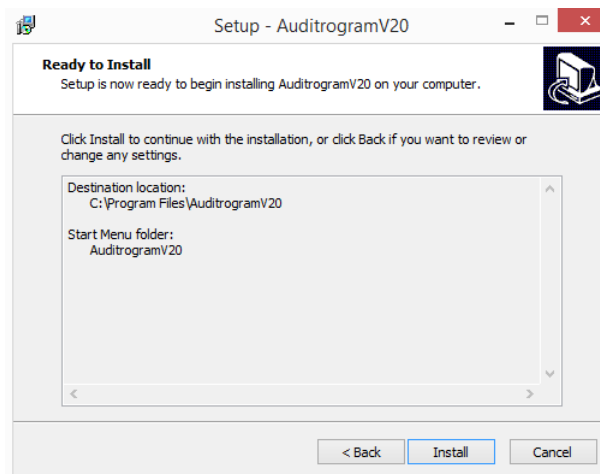 Setup - AuditrogramV20
Ready to Install
Setup is now ready to begin installing AuditrogramV20 on your computer.
Click Install to continue with the installation, or click Back if you want to review or
change any settings.
Destination location:
C:\Program Files\AuditrogramV20
Start Menu folder:
AuditrogramV20
< Back
Install
Cancel